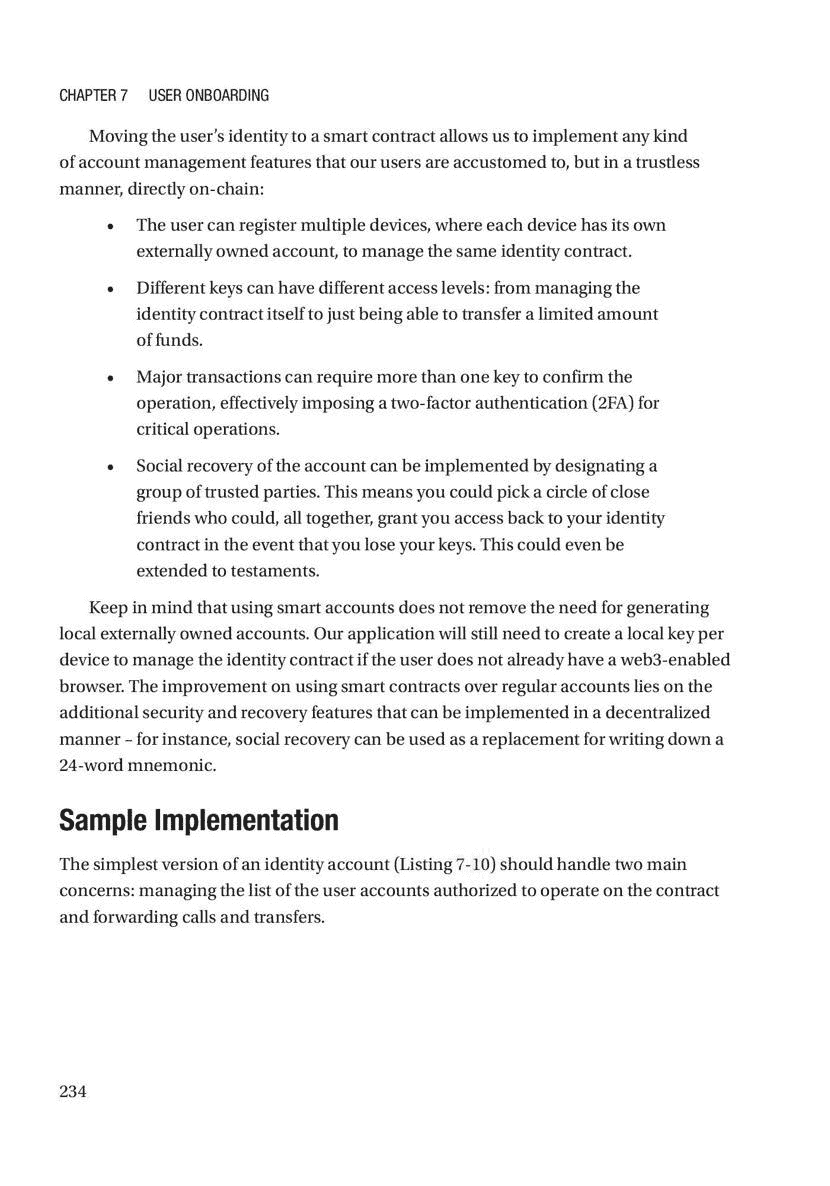 CHAPTER 7 USER ONBOARDING
Moving the user’s identity to a smart contract allows us to implement any kind
of account management features that our users are accustomed to, but in a trustless
manner, directly on-chain:
• The user can register multiple devices, where each device has its own
externally owned account, to manage the same identity contract.
• Different keys can have different access levels: from managing the
identity contract itself to just being able to transfer a limited amount
of funds.
• Major transactions can require more than one key to confirm the
operation, effectively imposing a two-factor authentication (2FA) for
critical operations.
• Social recovery of the account can be implemented by designating a
group of trusted parties. This means you could pick a circle of close
friends who could, all together, grant you access back to your identity
contract in the event that you lose your keys. This could even be
extended to testaments.
Keep in mind that using smart accounts does not remove the need for generating
local externally owned accounts. Our application will still need to create a local key per
device to manage the identity contract if the user does not already have a web3-enabled
browser. The improvement on using smart contracts over regular accounts lies on the
additional security and recovery features that can be implemented in a decentralized
manner – for instance, social recovery can be used as a replacement for writing down a
24-word mnemonic.
Sample Implementation
The simplest version of an identity account (Listing 7-10) should handle two main
concerns: managing the list of the user accounts authorized to operate on the contract
and forwarding calls and transfers.
234